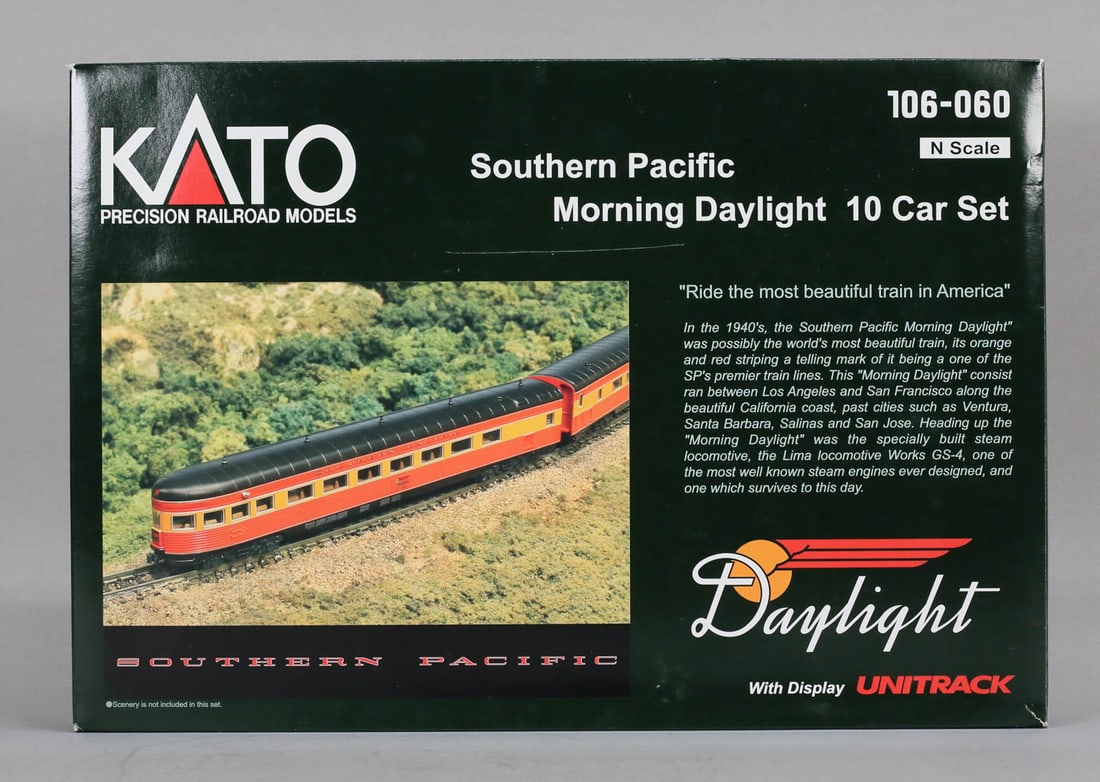 KATO
PRECISION RAILROAD MODELS
106-060
N Scale
Southern Pacific
Morning Daylight 10 Car Set
"Ride the most beautiful train in America"
In the 1940's, the Southern Pacific Morning Daylight"
was possibly the world's most beautiful train, its orange
and red striping a telling mark of it being a one of the
SP's premier train lines. This "Morning Daylight" consist
ran between Los Angeles and San Francisco along the
beautiful California coast, past cities such as Ventura,
Santa Barbara, Salinas and San Jose. Heading up the
"Morning Daylight" was the specially built steam
locomotive, the Lima locomotive Works GS-4, one of
the most well known steam engines ever designed, and
one which survives to this day.
Daylight
SOUTHERN PACIFIC
With Display UNITRACK
●Scenery is not included in this set.